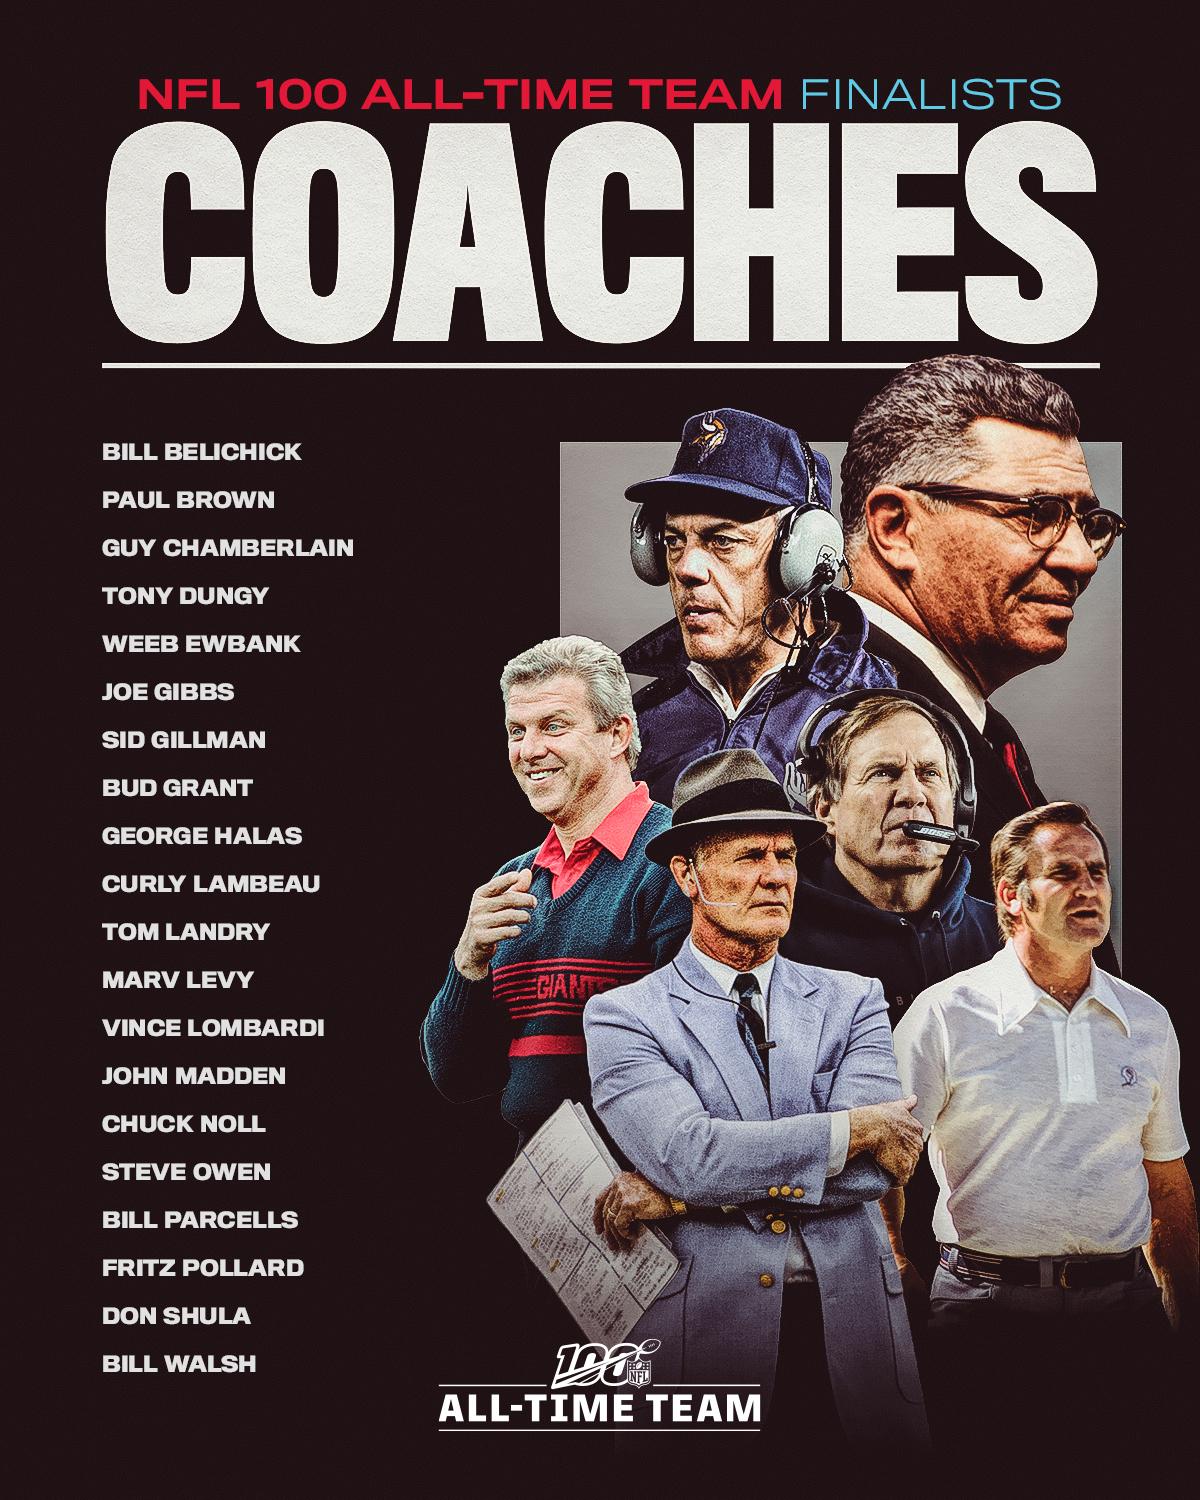 NFL 100 ALL-TIME TEAM FINALISTS
COACHES
BILL BELICHICK
PAUL BROWN
GUY CHAMBERLAIN
TONY DUNGY
WEEB EWBANK
JOE GIBBS
SID GILLMAN
BUD GRANT
GEORGE HALAS
CURLY LAMBEAU
TOM LANDRY
MARV LEVY
VINCE LOMBARDI
JOHN MADDEN
CHUCK NOLL
STEVE OWEN
BILL PARCELLS
FRITZ POLLARD
DON SHULA
BILL WALSH
BOSE
GIANTS
100
NFL
ALL-TIME TEAM